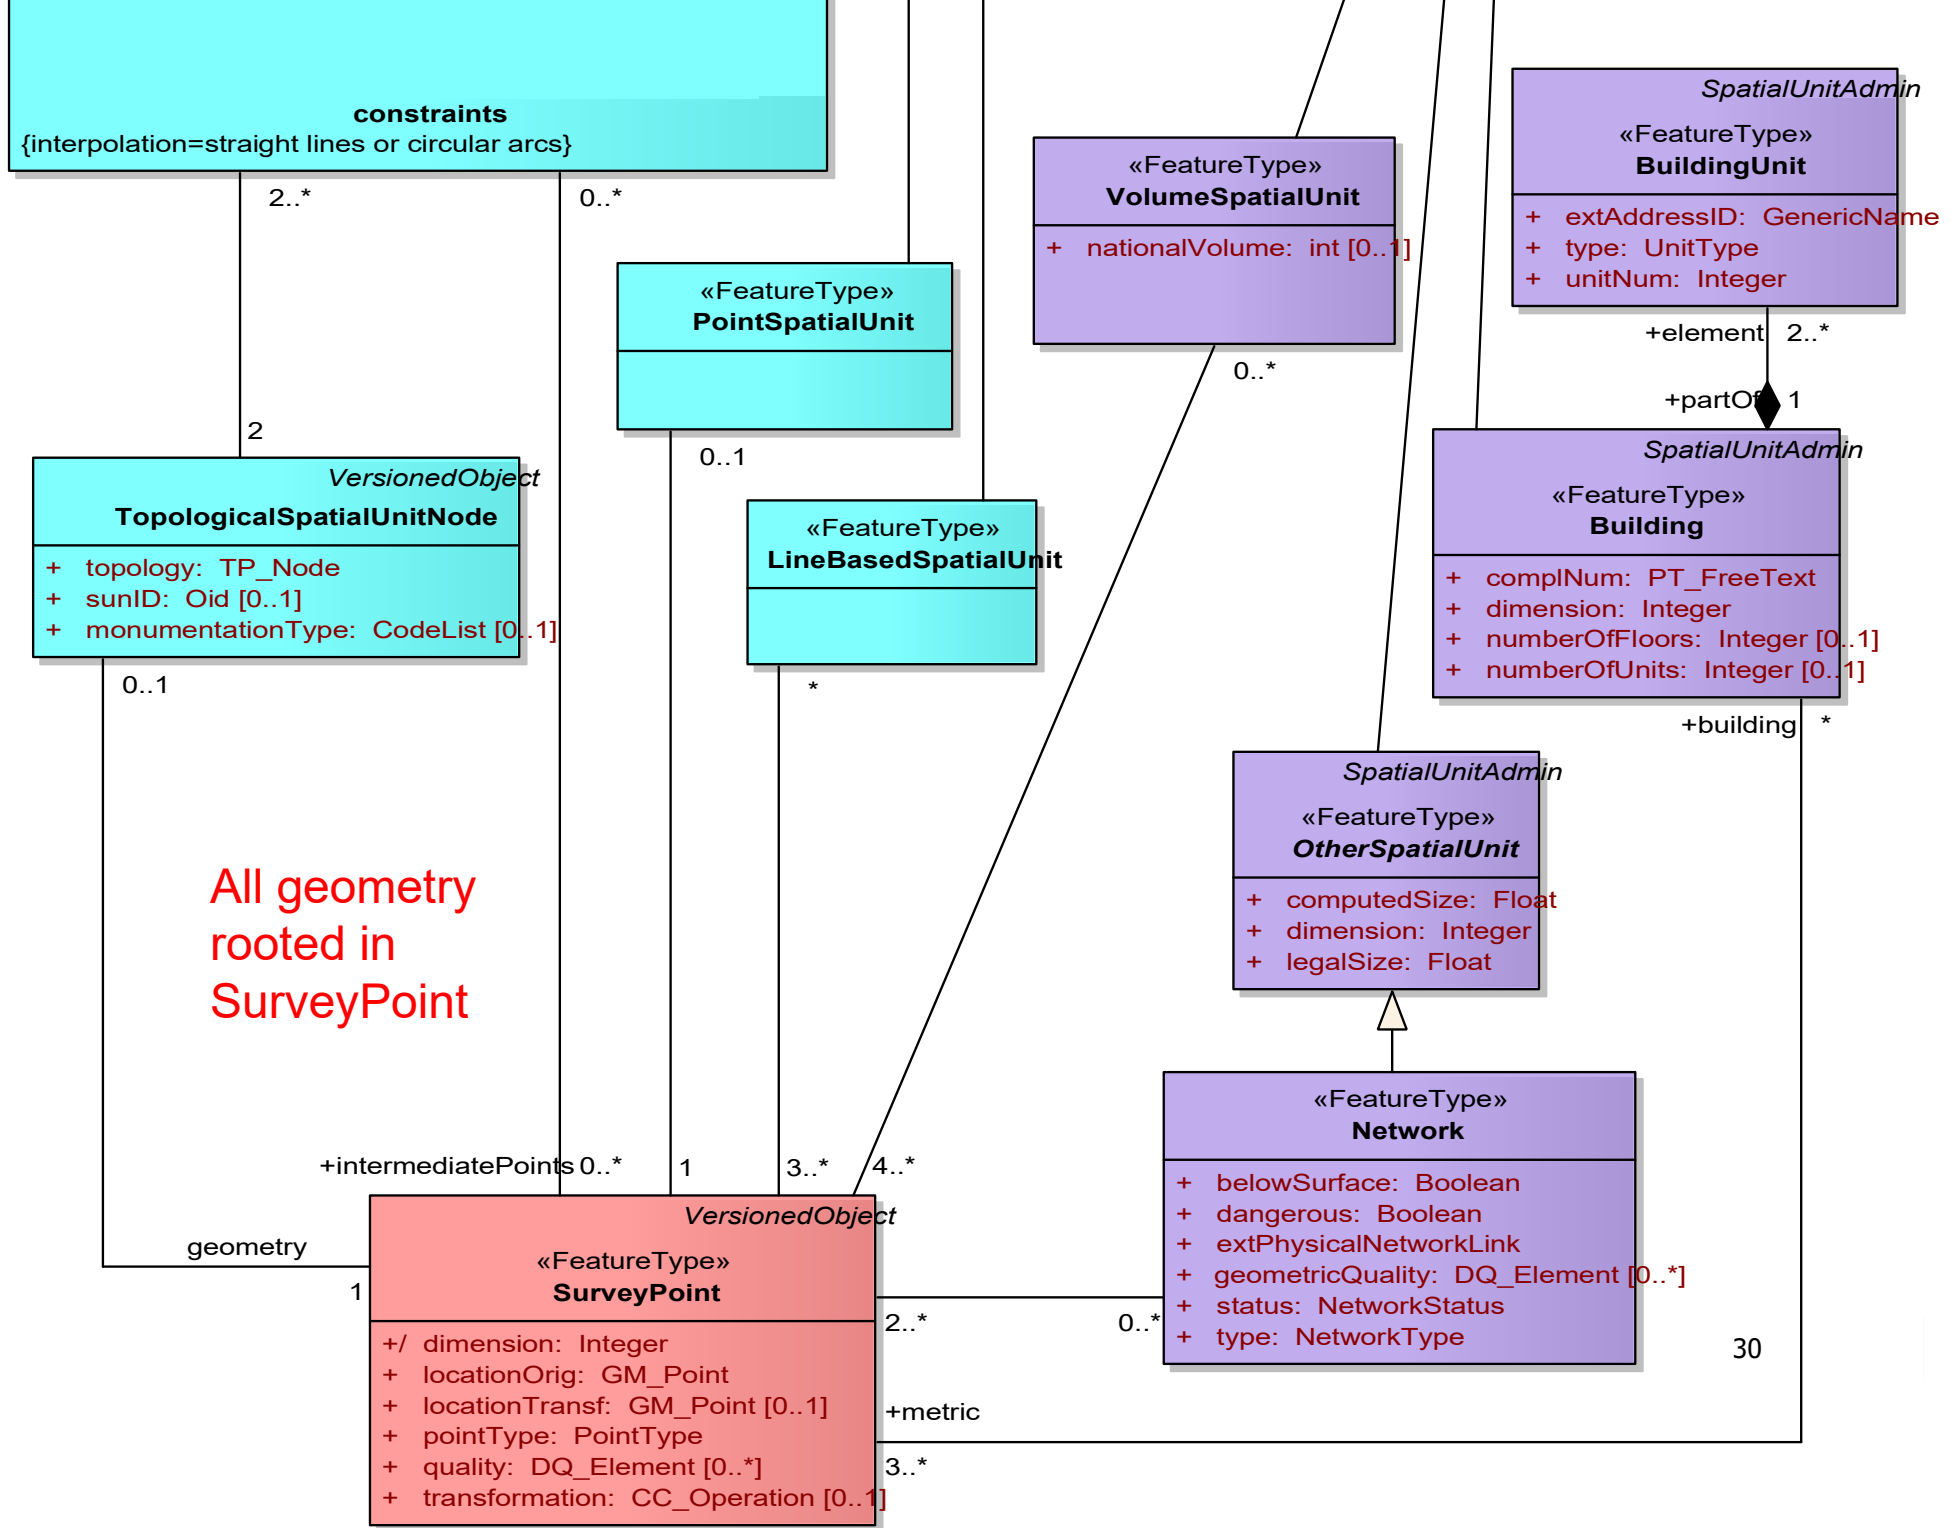 constraints
{interpolation=straight lines or circular arcs}
2..*
0..*
SpatialUnitAdmin
«FeatureType»
BuildingUnit
+ extAddressID: GenericName
+ type: UnitType
+ unitNum: Integer
+element 2..*
+partOf 1
«FeatureType»
VolumeSpatialUnit
+ nationalVolume: int [0..1]
0..*
«FeatureType»
PointSpatialUnit
0..1
2
VersionedObject
TopologicalSpatialUnitNode
+ topology: TP_Node
+ sunID: Oid [0..1]
+ monumentationType: CodeList [0..1]
0..1
«FeatureType»
LineBasedSpatialUnit
*
SpatialUnitAdmin
«FeatureType»
Building
+ complNum: PT_FreeText
+ dimension: Integer
+ numberOfFloors: Integer [0..1]
+ numberOfUnits: Integer [0..1]
+building *
SpatialUnitAdmin
«FeatureType»
OtherSpatialUnit
+ computedSize: Float
+ dimension: Integer
+ legalSize: Float
All geometry
rooted in
SurveyPoint
«FeatureType»
Network
+ belowSurface: Boolean
+ dangerous: Boolean
+ extPhysicalNetworkLink
+ geometricQuality: DQ_Element [0..*]
+ status: NetworkStatus
+ type: NetworkType
+intermediatePoints 0..*
1
3..*
4..*
geometry
1
VersionedObject
«FeatureType»
SurveyPoint
+/ dimension: Integer
+ locationOrig: GM_Point
+ locationTransf: GM_Point [0..1]
+ pointType: PointType
+ quality: DQ_Element [0..*]
+ transformation: CC_Operation [0..1]
2..*
0..*
+metric
3..*
30